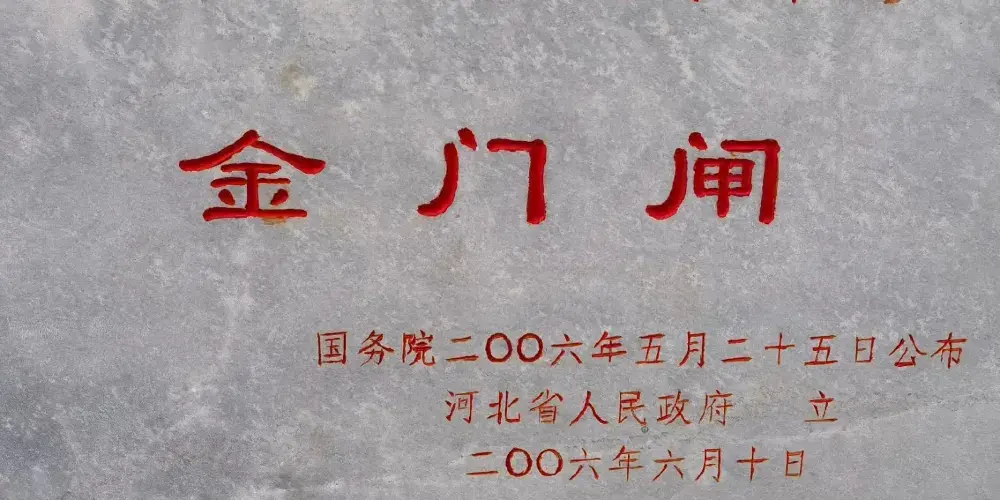 金门闸
国务院二〇〇六年五月二十五日公布
河北省人民政府 立
二〇〇六年六月十日